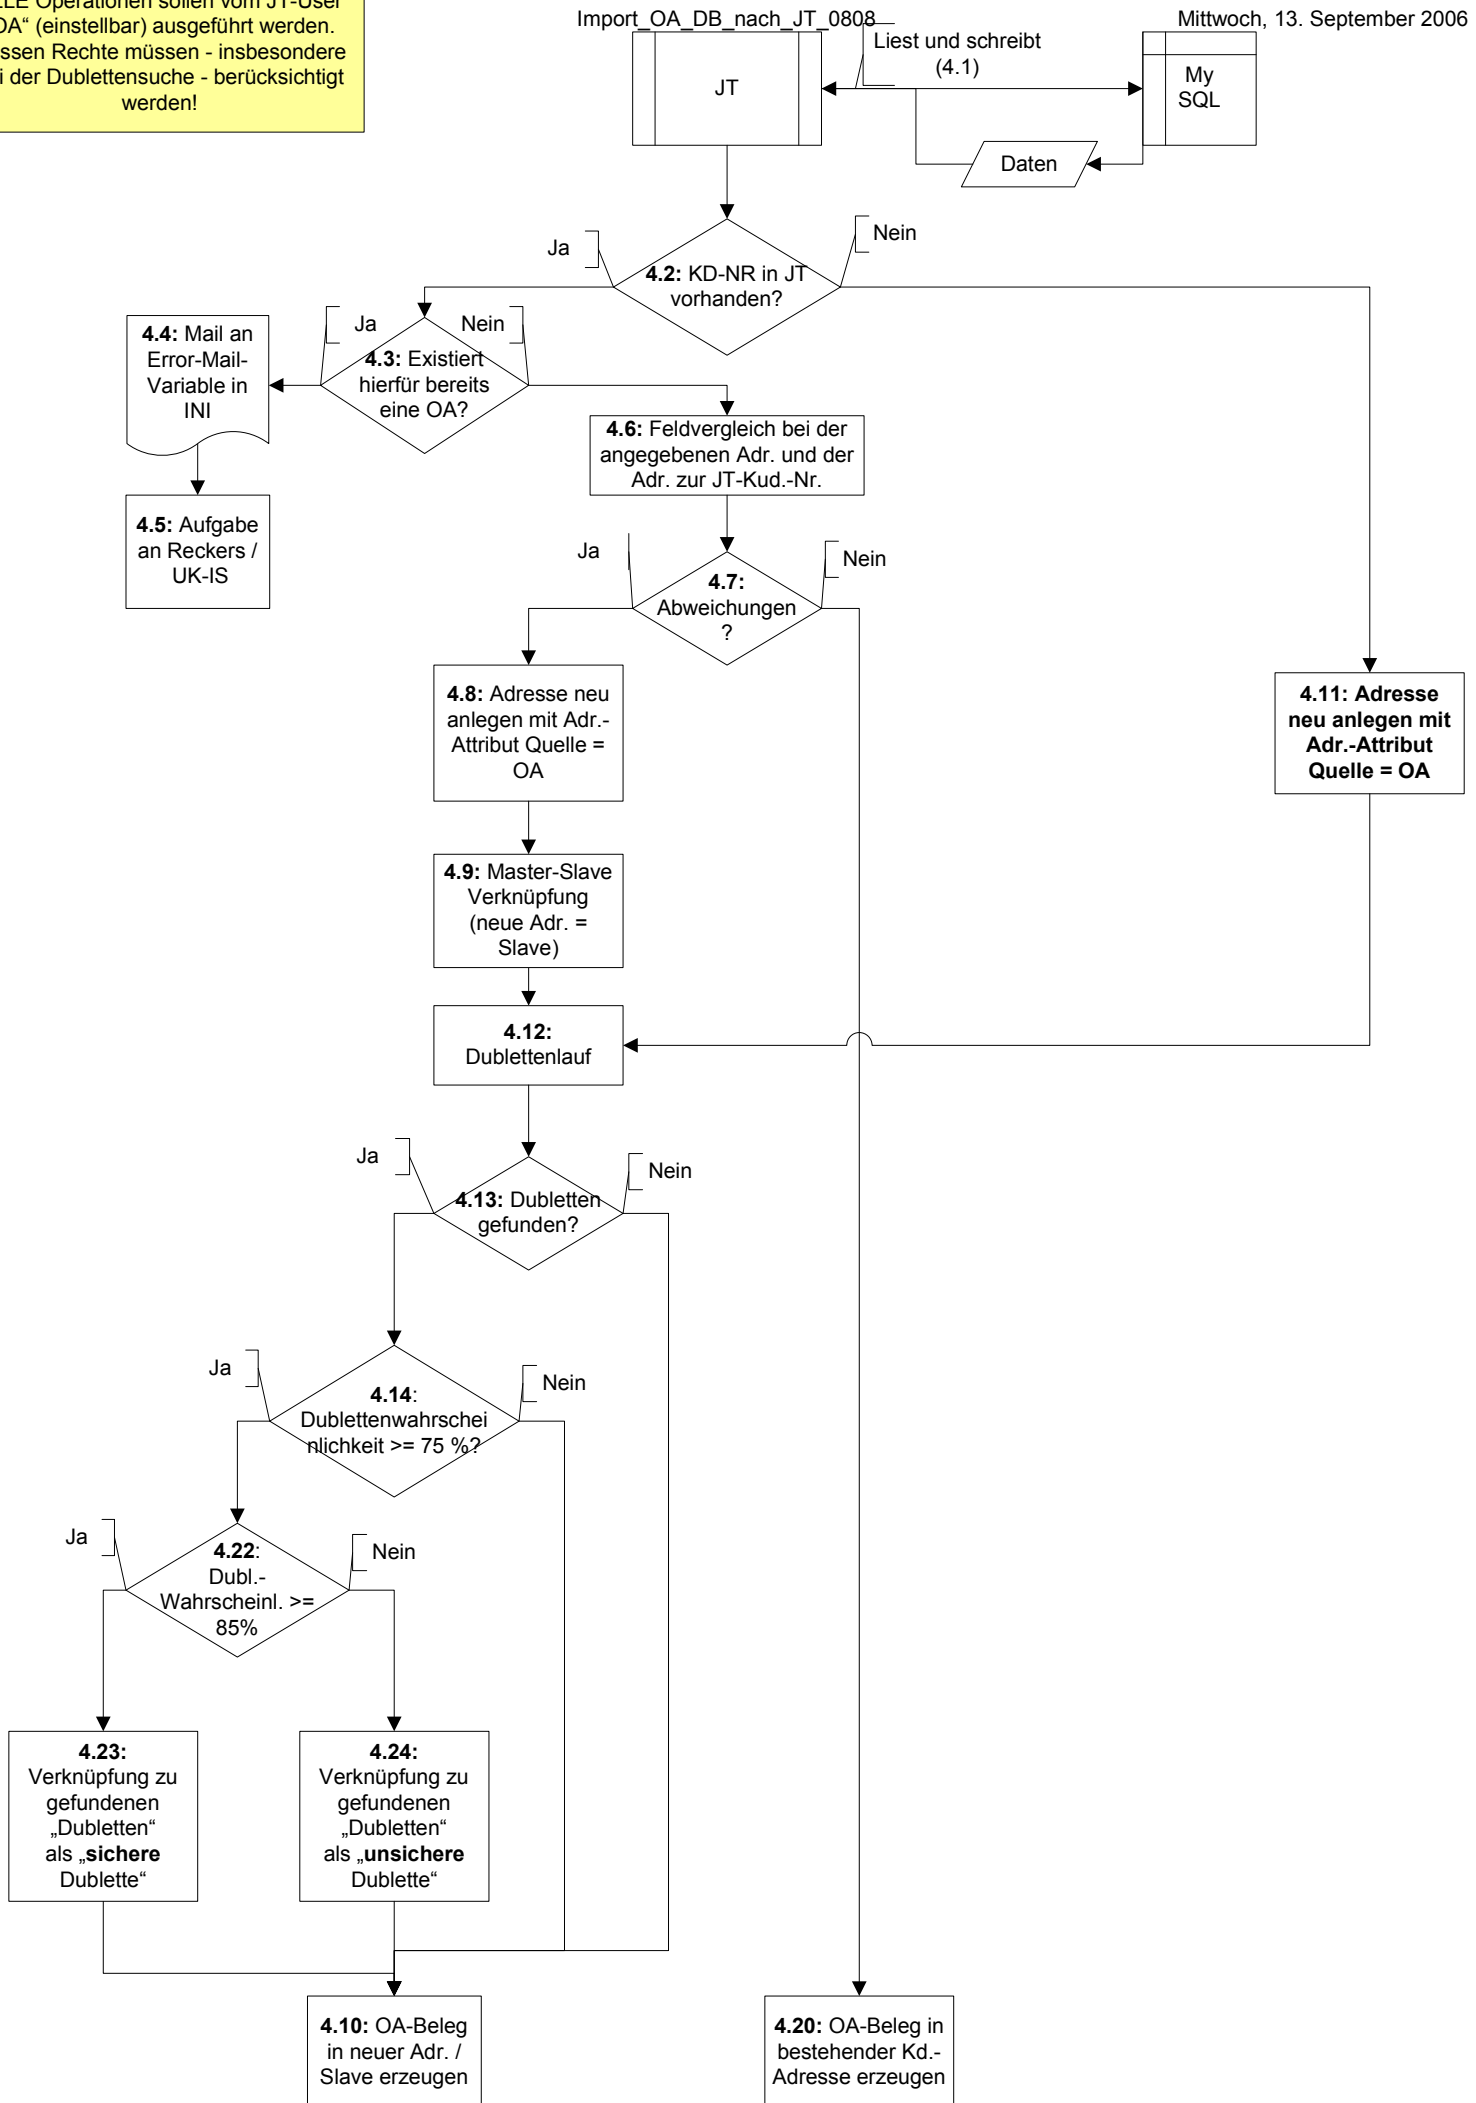 LLE Operationen sollen vom JT-User
OA“ (einstellbar) ausgeführt werden.
ssen Rechte müssen - insbesondere
i der Dublettensuche - berücksichtigt
werden!
Import_OA_DB_nach_JT_0808
Mittwoch, 13. September 2006
JT
Liest und schreibt
(4.1)
My
SQL
Daten
Ja
Nein
4.2: KD-NR in JT
vorhanden?
Ja
Nein
4.3: Existiert
hierfür bereits
eine OA?
4.4: Mail an
Error-Mail-
Variable in
INI
4.5: Aufgabe
an Reckers /
UK-IS
4.6: Feldvergleich bei der
angegebenen Adr. und der
Adr. zur JT-Kud.-Nr.
Ja
Nein
4.7:
Abweichungen
?
4.8: Adresse neu
anlegen mit Adr.-
Attribut Quelle =
OA
4.11: Adresse
neu anlegen mit
Adr.-Attribut
Quelle = OA
4.9: Master-Slave
Verknüpfung
(neue Adr. =
Slave)
4.12:
Dublettenlauf
Ja
Nein
4.13: Dubletten
gefunden?
Ja
Nein
4.14:
Dublettenwahrschei
nlichkeit >= 75 %?
Ja
Nein
4.22:
Dubl.-
Wahrscheinl. >=
85%
4.23:
Verknüpfung zu
gefundenen
„Dubletten“
als „sichere
Dublette“
4.24:
Verknüpfung zu
gefundenen
„Dubletten“
als „unsichere
Dublette“
4.10: OA-Beleg
in neuer Adr. /
Slave erzeugen
4.20: OA-Beleg in
bestehender Kd.-
Adresse erzeugen